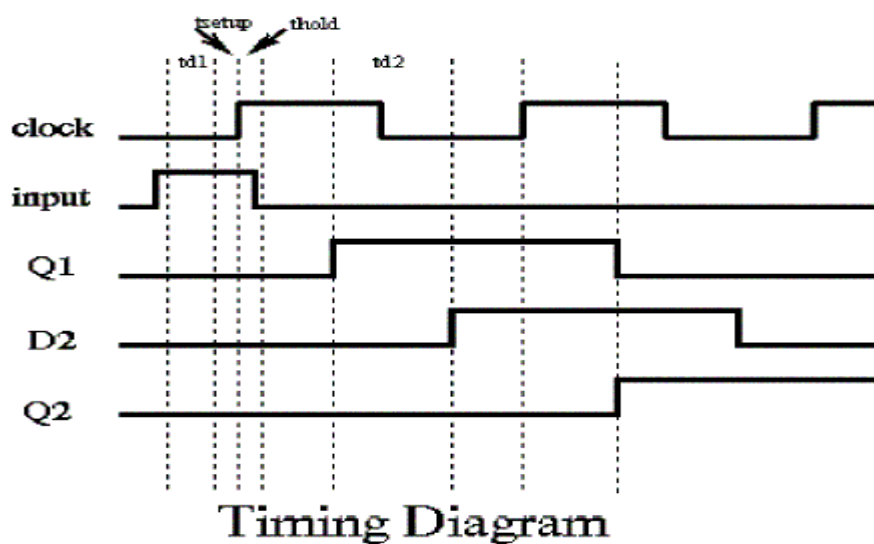 tsetup thold
td1 td2
clock
input
Q1
D2
Q2
Timing Diagram